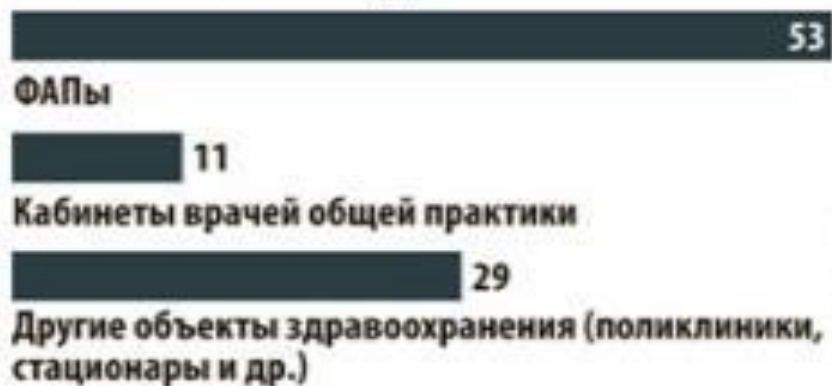 53
ФАПы
11
Кабинеты врачей общей практики
29
Другие объекты здравоохранения (поликлиники,
стационары и др.)